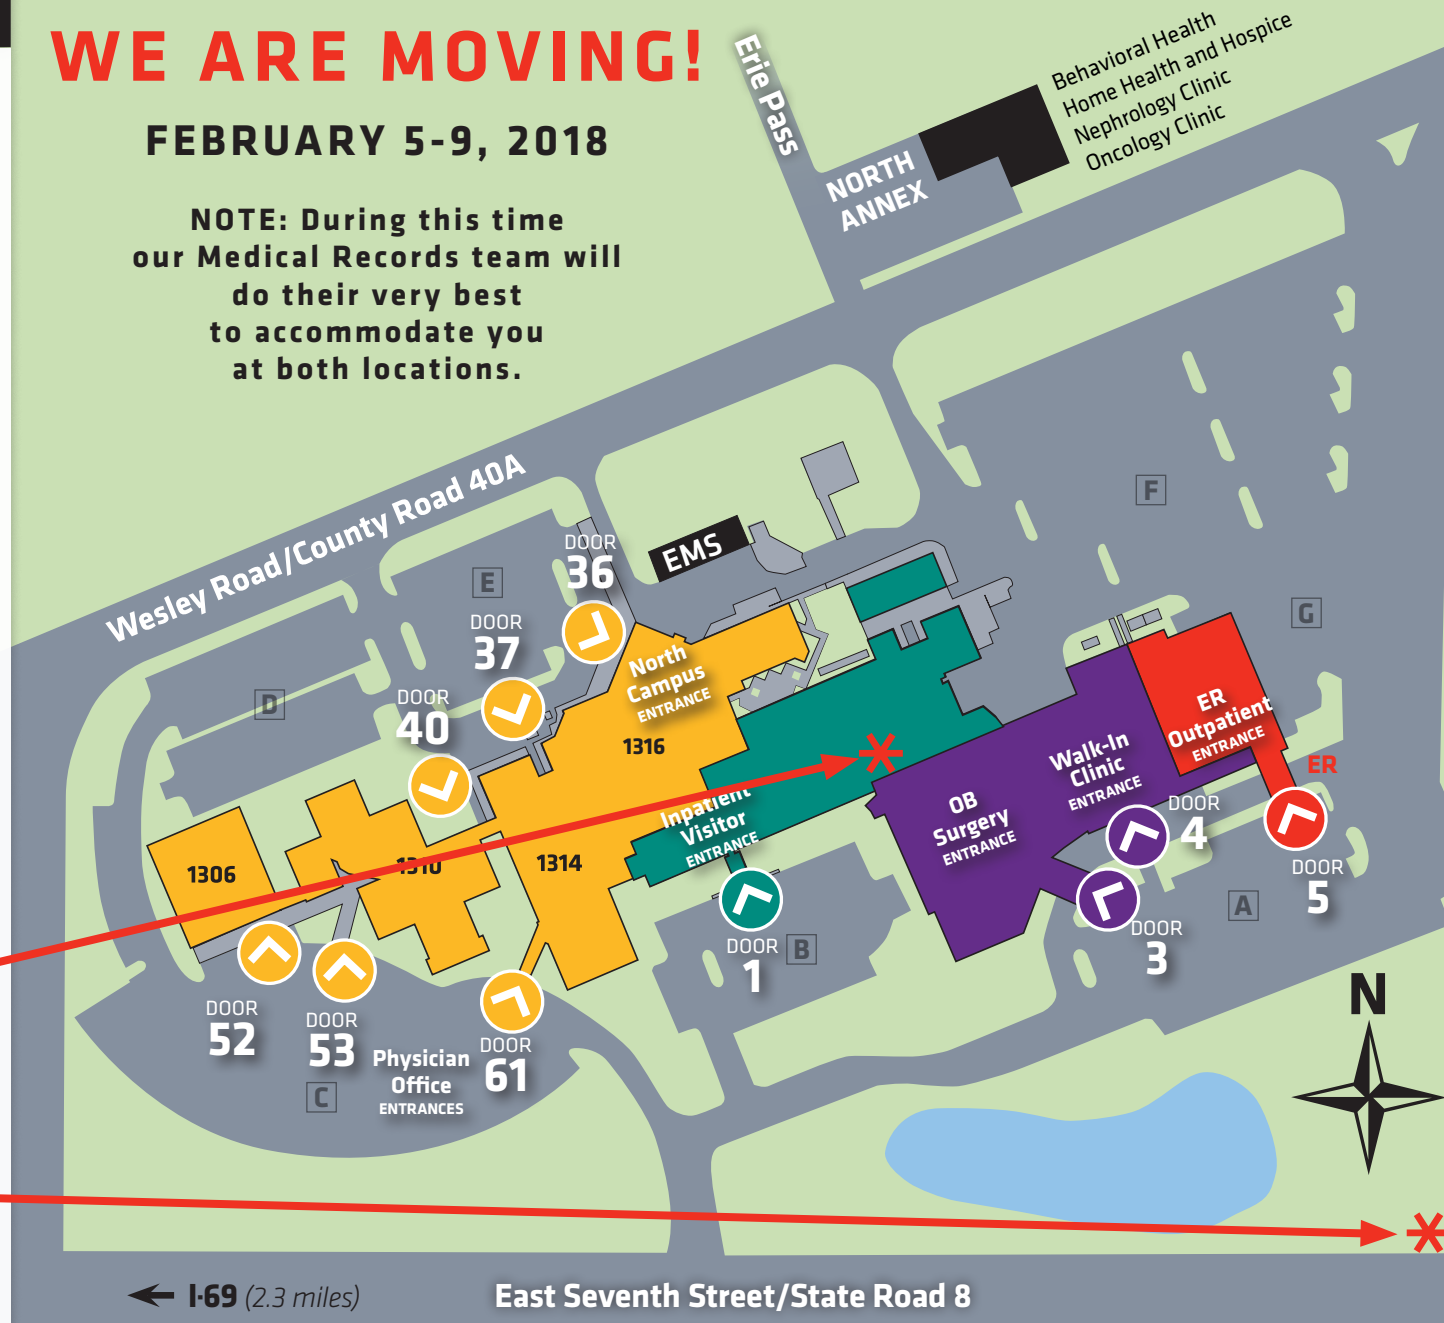 WE ARE MOVING!
FEBRUARY 5-9, 2018
NOTE: During this time
our Medical Records team will
do their very best
to accommodate you
at both locations.
Erie Pass
NORTH
ANNEX
Behavioral Health
Home Health and Hospice
Nephrology Clinic
Oncology Clinic
Wesley Road/County Road 40A
EMS
F
E
G
D
DOOR
36
DOOR
37
DOOR
40
North
Campus
ENTRANCE
1316
ER
Outpatient
ENTRANCE
ER
Walk-In
Clinic
ENTRANCE
OB
Surgery
ENTRANCE
Inpatient
Visitor
ENTRANCE
1306
1310
1314
DOOR
4
DOOR
5
A
DOOR
3
DOOR
1
B
DOOR
52
DOOR
53
Physician
Office
ENTRANCES
DOOR
61
C
N
I-69 (2.3 miles)
East Seventh Street/State Road 8